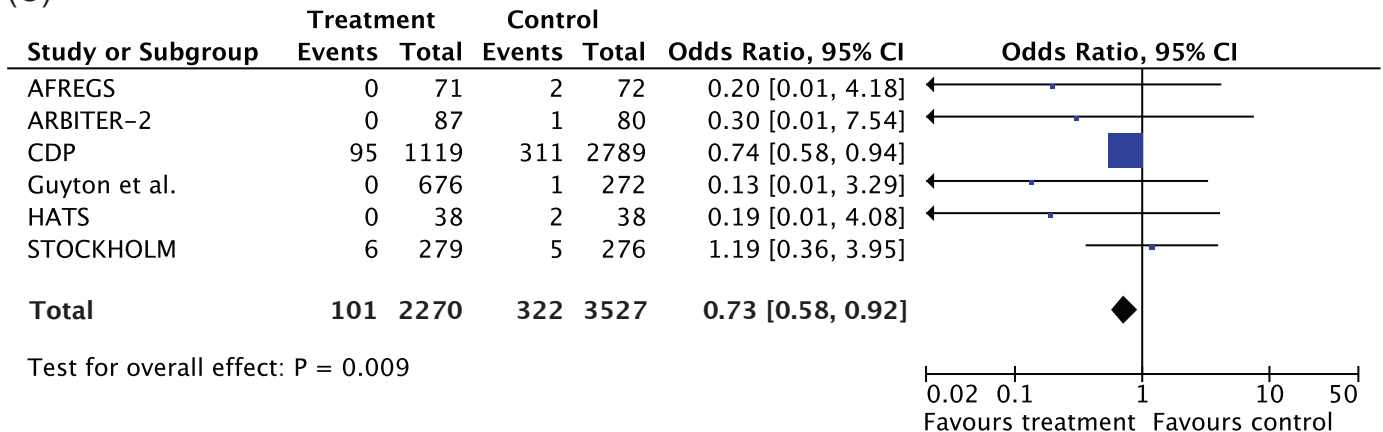 Treatment Control
Study or Subgroup Events Total Events Total Odds Ratio, 95% CI Odds Ratio, 95% CI
AFREGS 0 71 2 72 0.20 [0.01, 4.18]
ARBITER-2 0 87 1 80 0.30 [0.01, 7.54]
CDP 95 1119 311 2789 0.74 [0.58, 0.94]
Guyton et al. 0 676 1 272 0.13 [0.01, 3.29]
HATS 0 38 2 38 0.19 [0.01, 4.08]
STOCKHOLM 6 279 5 276 1.19 [0.36, 3.95]
Total 101 2270 322 3527 0.73 [0.58, 0.92]
Test for overall effect: P = 0.009
0.02 0.1 1 10 50
Favours treatment Favours control